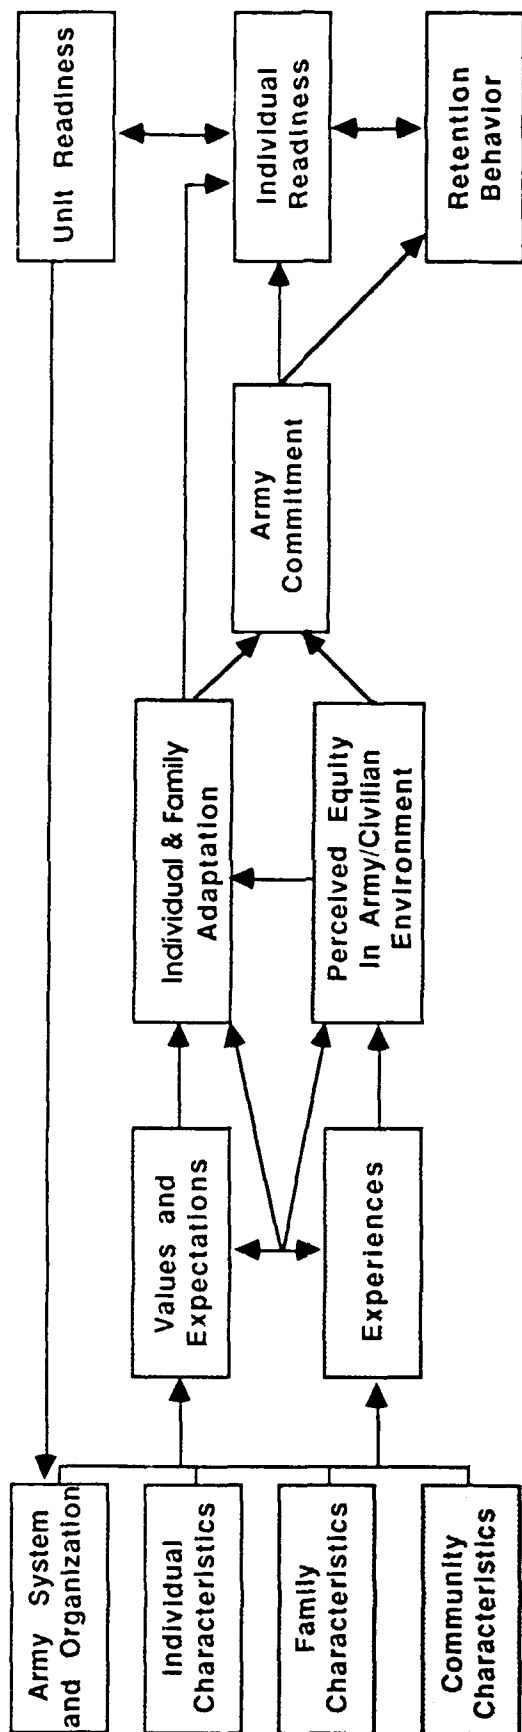 Army System
and Organization
Individual
Characteristics
Family
Characteristics
Community
Characteristics
Values and
Expectations
Experiences
Individual & Family
Adaptation
Perceived Equity
In Army/Civilian
Environment
Army
Commitment
Unit Readiness
Individual
Readiness
Retention
Behavior